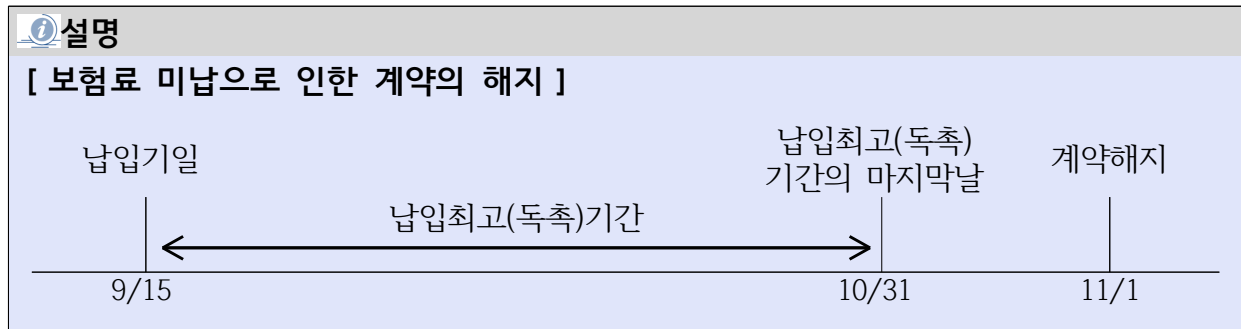 설명
[ 보험료 미납으로 인한 계약의 해지 ]
납입기일
납입최고(독촉)
기간의 마지막날
계약해지
납입최고(독촉)기간
9/15
10/31
11/1